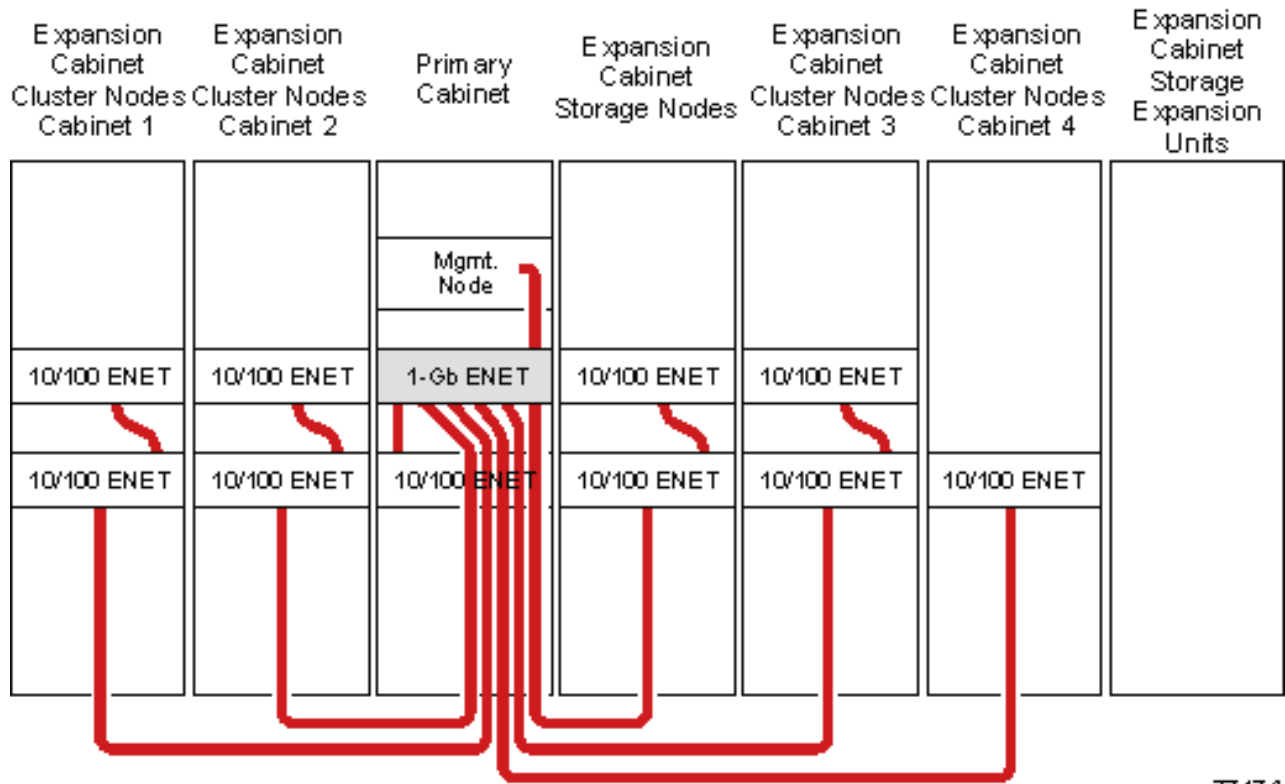 Expansion
Cabinet
Cluster Nodes
Cabinet 1
Expansion
Cabinet
Cluster Nodes
Cabinet 2
Primary
Cabinet
Expansion
Cabinet
Storage Nodes
Expansion
Cabinet
Cluster Nodes
Cabinet 3
Expansion
Cabinet
Cluster Nodes
Cabinet 4
Expansion
Cabinet
Storage
Expansion
Units
Mgmt.
Node
10/100 ENET
10/100 ENET
1-Gb ENET
10/100 ENET
10/100 ENET
10/100 ENET
10/100 ENET
10/100 ENET
10/100 ENET
10/100 ENET
10/100 ENET